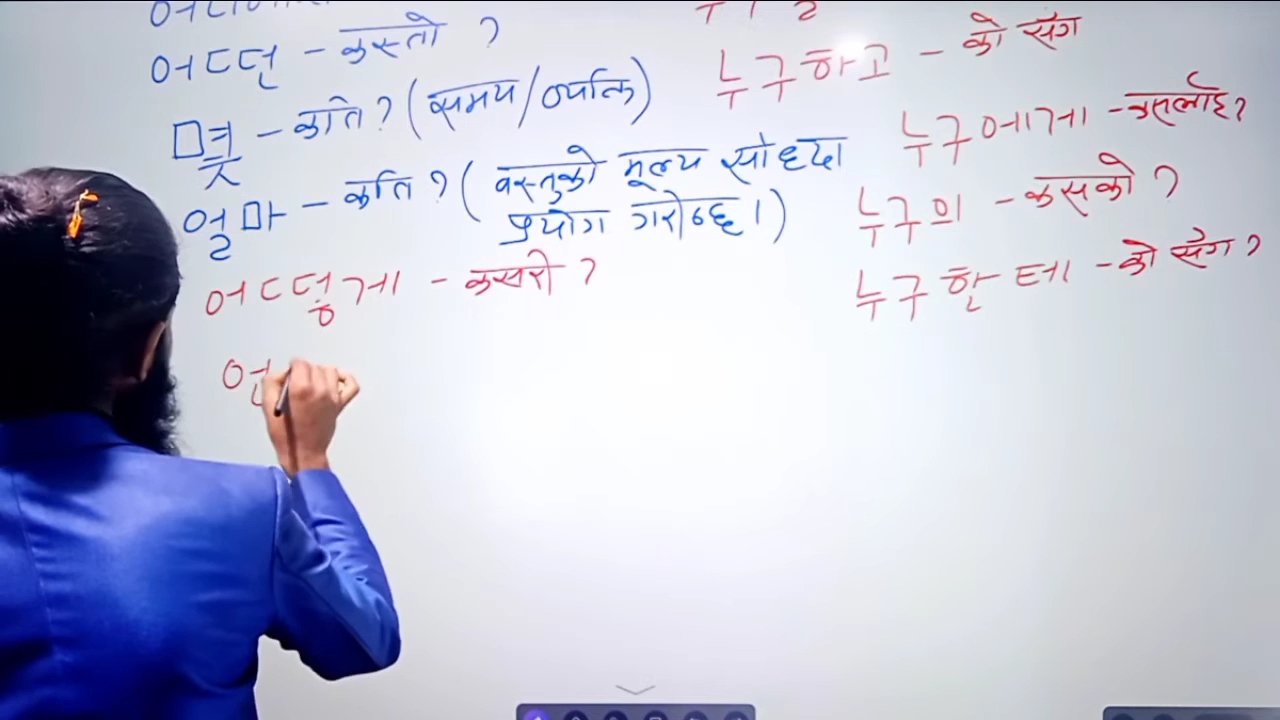 어떤 - कस्तो ?
몇 - कति ? (समय/व्यक्ति)
얼마 - कति ? ( वस्तुको मूल्य सोध्दा
प्रयोग गरीन्छ ।)
어떻게 - कसरी ?
언
누구하고 - को सँग
누구에게 - कसलाई ?
누구의 - कसको ?
누구한테 - को सँग ?